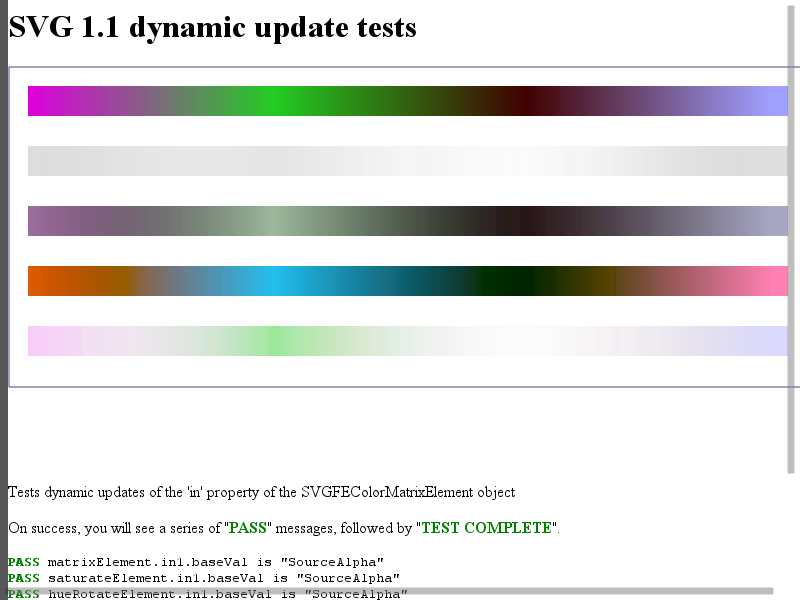 SVG 1.1 dynamic update tests
Tests dynamic updates of the 'in' property of the SVGFEColorMatrixElement object
On success, you will see a series of "PASS" messages, followed by "TEST COMPLETE".
PASS matrixElement.in1.baseVal is "SourceAlpha"
PASS saturateElement.in1.baseVal is "SourceAlpha"
PASS hueRotateElement.in1.baseVal is "SourceAlpha"